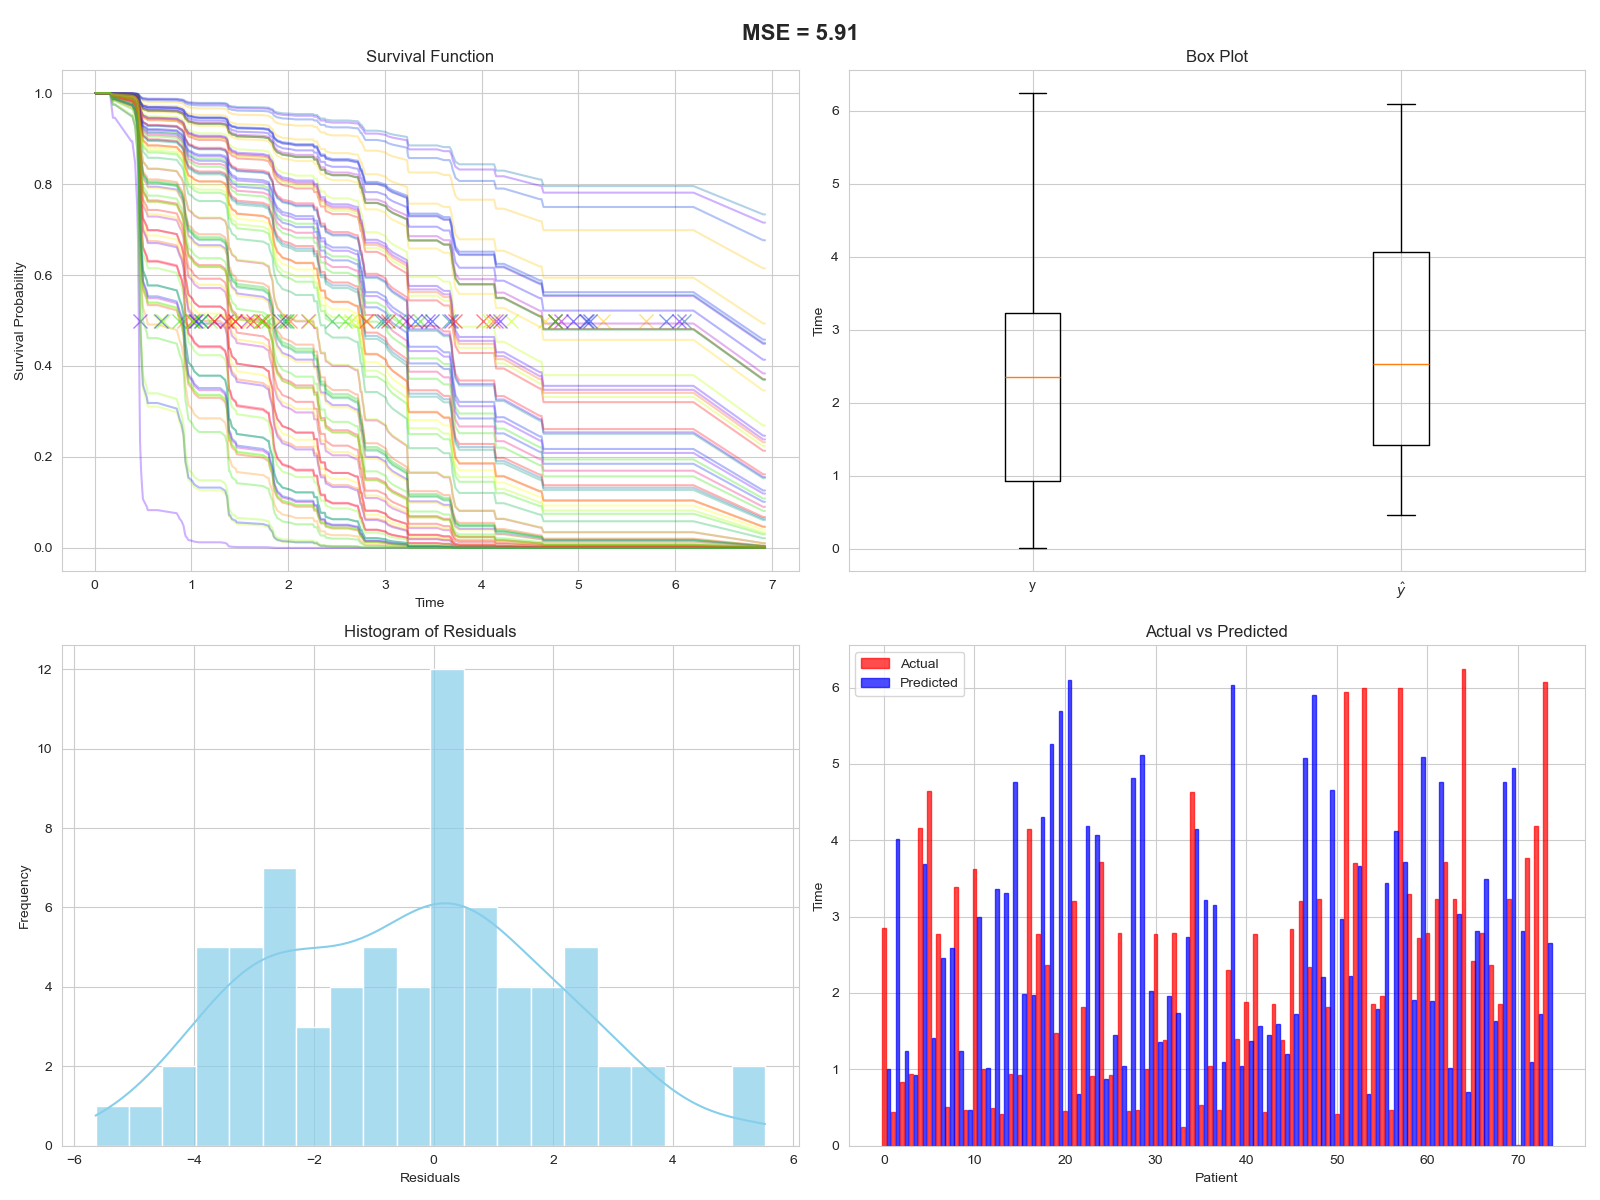 MSE = 5.91
Survival Function
Survival Probability
1.0
0.8
0.6
0.4
0.2
0.0
0 1 2 3 4 5 6 7
Time
Box Plot
Time
6
5
4
3
2
1
0
y ŷ
Histogram of Residuals
Frequency
12
10
8
6
4
2
0
−6 −4 −2 0 2 4 6
Residuals
Actual vs Predicted
Actual
Predicted
Time
6
5
4
3
2
1
0
0 10 20 30 40 50 60 70
Patient